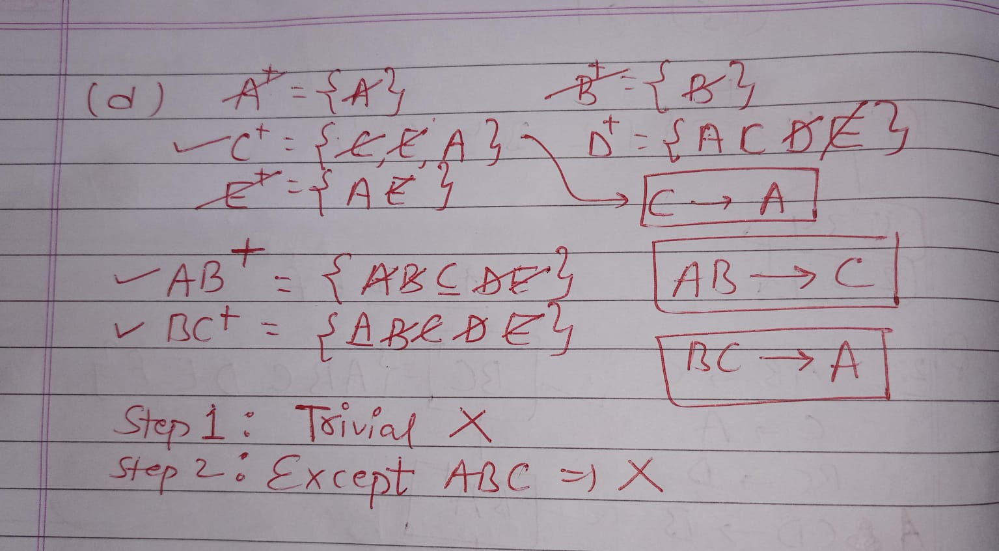 (d) A⁺ = {A} B⁺ = {B}
✓ C⁺ = {C, E, A} D⁺ = {A C D E}
E⁺ = {A E} C → A
✓ AB⁺ = {A B C D E} AB → C
✓ BC⁺ = {A B C D E} BC → A
Step 1: Trivial X
Step 2: Except ABC => X